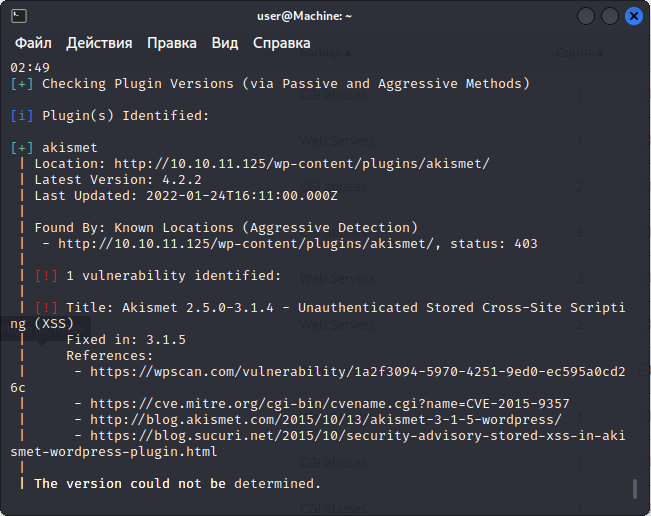 user@Machine: ~
Файл Действия Правка Вид Справка
02:49
[+] Checking Plugin Versions (via Passive and Aggressive Methods)
[i] Plugin(s) Identified:
[+] akismet
| Location: http://10.10.11.125/wp-content/plugins/akismet/
| Latest Version: 4.2.2
| Last Updated: 2022-01-24T16:11:00.000Z
|
| Found By: Known Locations (Aggressive Detection)
|  - http://10.10.11.125/wp-content/plugins/akismet/, status: 403
|
| [!] 1 vulnerability identified:
|
| [!] Title: Akismet 2.5.0-3.1.4 - Unauthenticated Stored Cross-Site Scripti
ng (XSS)
|     Fixed in: 3.1.5
|     References:
|      - https://wpscan.com/vulnerability/1a2f3094-5970-4251-9ed0-ec595a0cd2
6c
|      - https://cve.mitre.org/cgi-bin/cvename.cgi?name=CVE-2015-9357
|      - http://blog.akismet.com/2015/10/13/akismet-3-1-5-wordpress/
|      - https://blog.sucuri.net/2015/10/security-advisory-stored-xss-in-aki
smet-wordpress-plugin.html
|
| The version could not be determined.